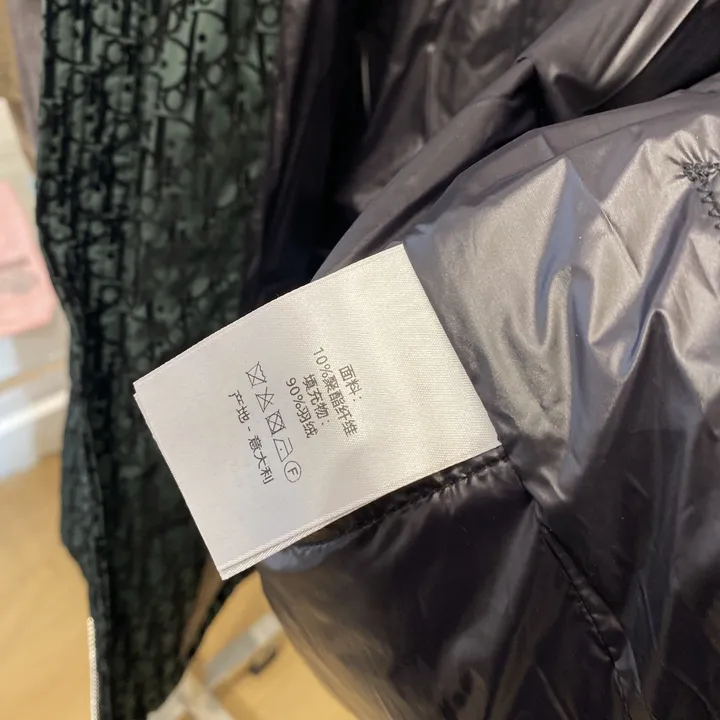 面料：
10%聚酯纤维
填充物：
90%羽绒
F
产地 - 意大利